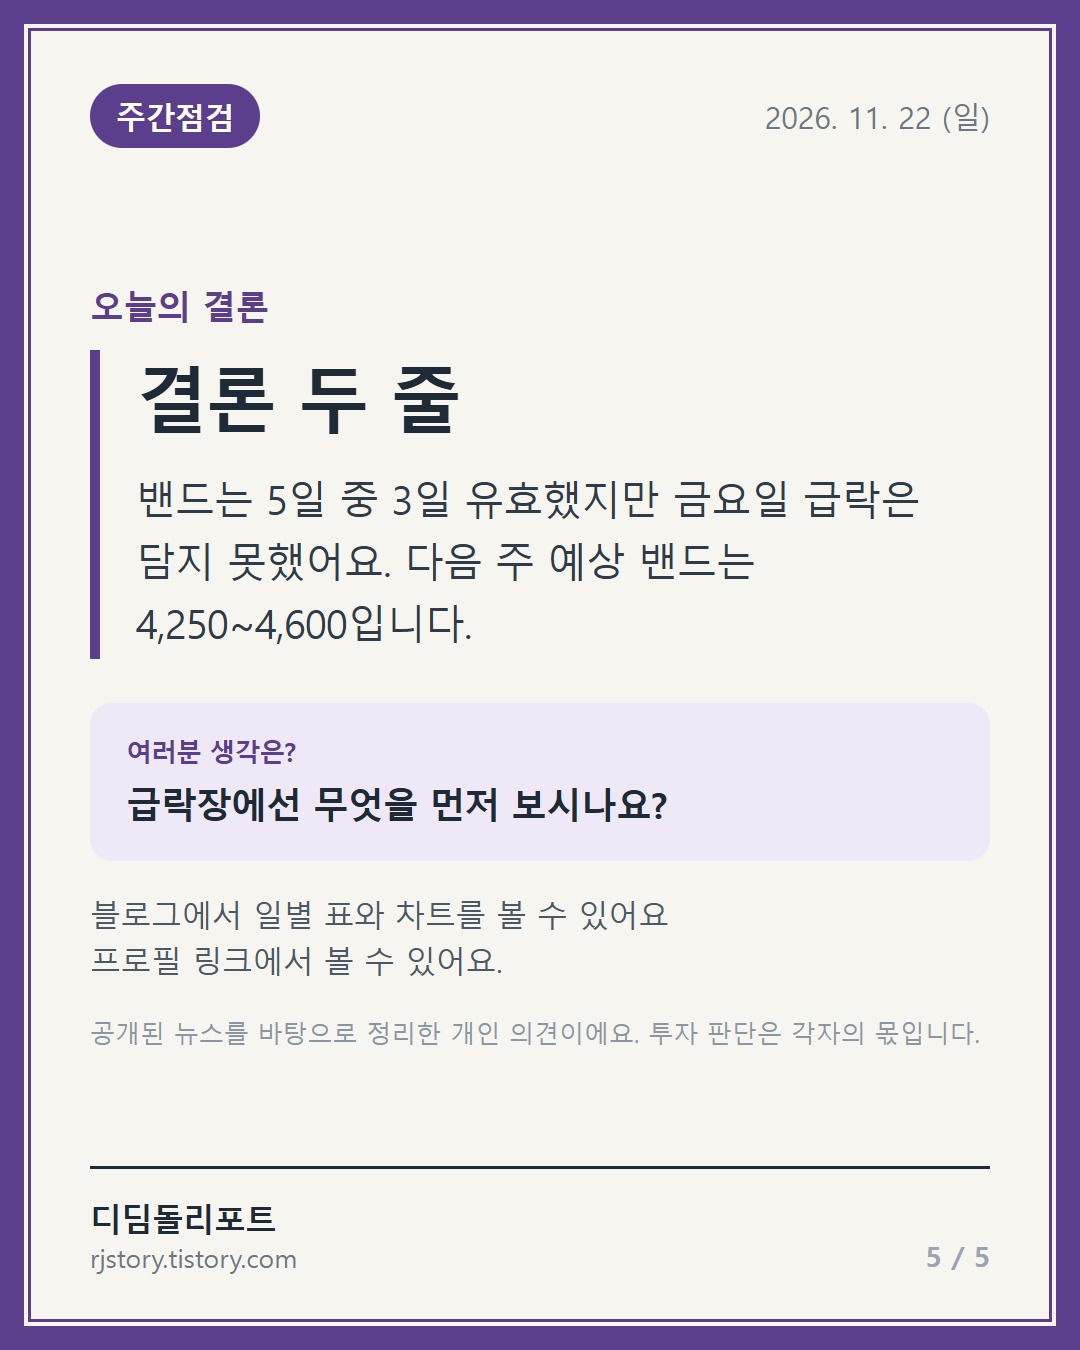 주간점검
2026. 11. 22 (일)
오늘의 결론
결론 두 줄
밴드는 5일 중 3일 유효했지만 금요일 급락은
담지 못했어요. 다음 주 예상 밴드는
4,250~4,600입니다.
여러분 생각은?
급락장에선 무엇을 먼저 보시나요?
블로그에서 일별 표와 차트를 볼 수 있어요
프로필 링크에서 볼 수 있어요.
공개된 뉴스를 바탕으로 정리한 개인 의견이에요. 투자 판단은 각자의 몫입니다.
디딤돌리포트
rjstory.tistory.com
5 / 5